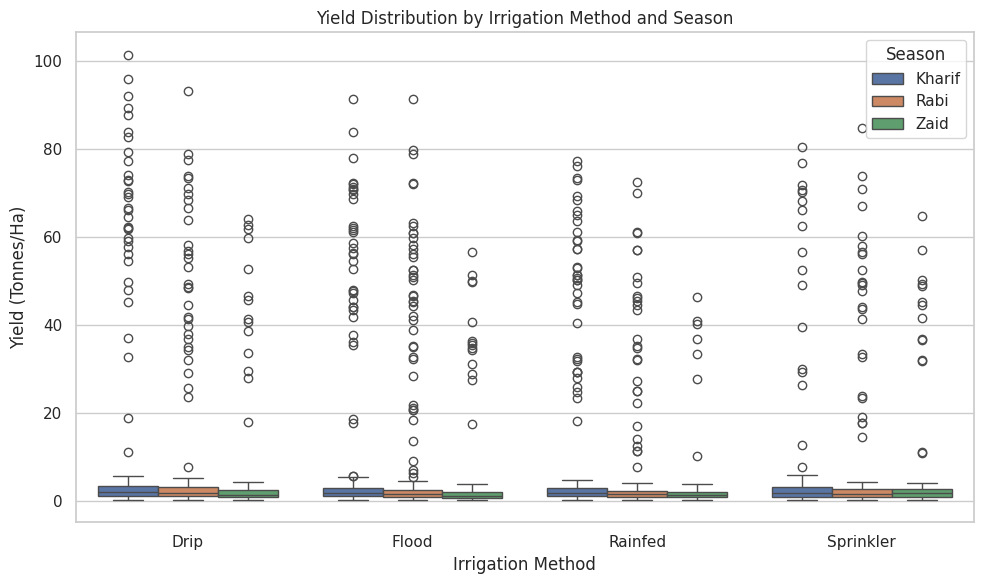 Yield Distribution by Irrigation Method and Season
Season
Kharif
Rabi
Zaid
Yield (Tonnes/Ha)
100
80
60
40
20
0
Drip
Flood
Rainfed
Sprinkler
Irrigation Method